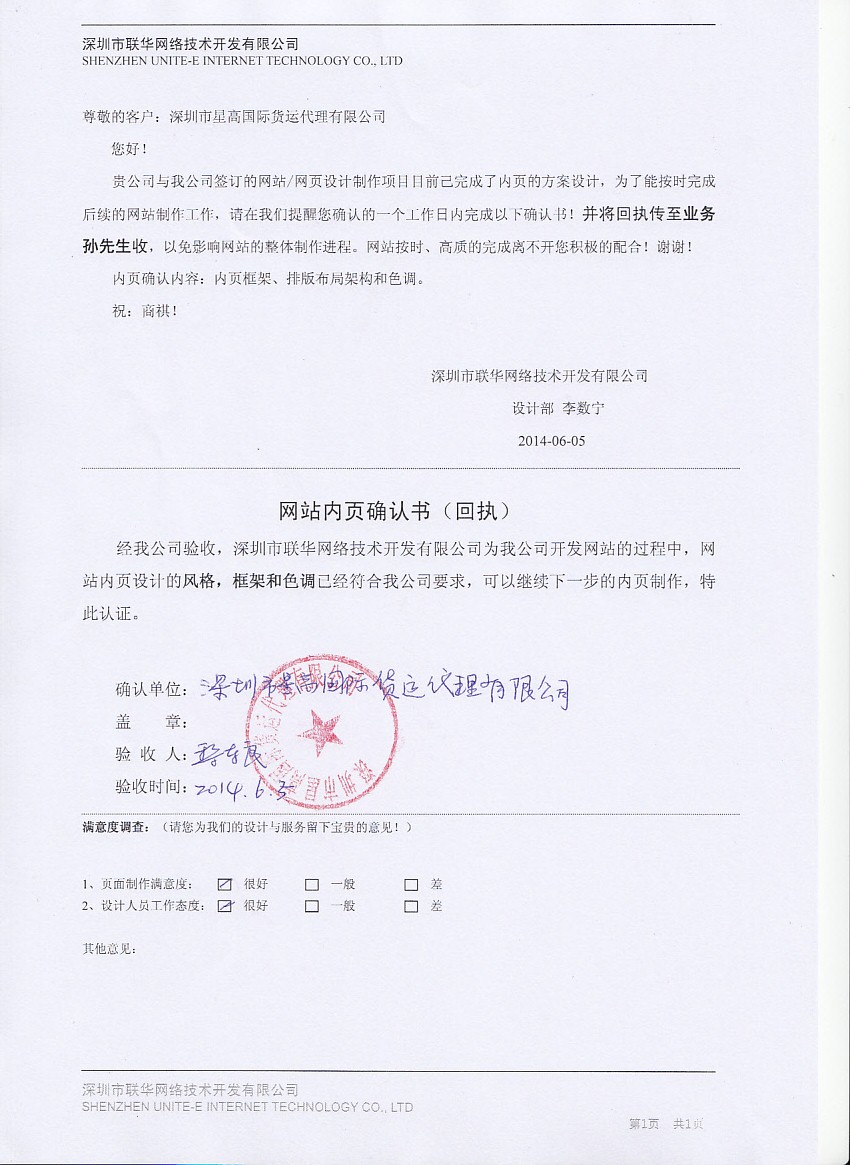 深圳市联华网络技术开发有限公司
SHENZHEN UNITE-E INTERNET TECHNOLOGY CO., LTD
尊敬的客户：深圳市星高国际货运代理有限公司
您好！
贵公司与我公司签订的网站/网页设计制作项目目前己完成了内页的方案设计，为了能按时完成
后续的网站制作工作，请在我们提醒您确认的一个工作日内完成以下确认书！并将回执传至业务
孙先生收，以免影响网站的整体制作进程。网站按时、高质的完成离不开您积极的配合！谢谢！
内页确认内容：内页框架、排版布局架构和色调。
祝：商祺！
深圳市联华网络技术开发有限公司
设计部 李数宁
2014-06-05
网站内页确认书（回执）
经我公司验收，深圳市联华网络技术开发有限公司为我公司开发网站的过程中，网
站内页设计的风格，框架和色调已经符合我公司要求，可以继续下一步的内页制作，特
此认证。
确认单位：深圳市星高国际货运代理有限公司
盖 章：
深圳市星高国际货运代理有限公司
验 收 人：
验收时间：2014.6.5
满意度调查：（请您为我们的设计与服务留下宝贵的意见！）
1、页面制作满意度： ☑ 很好 □ 一般 □ 差
2、设计人员工作态度： ☑ 很好 □ 一般 □ 差
其他意见：
深圳市联华网络技术开发有限公司
SHENZHEN UNITE-E INTERNET TECHNOLOGY CO., LTD
第1页 共1页